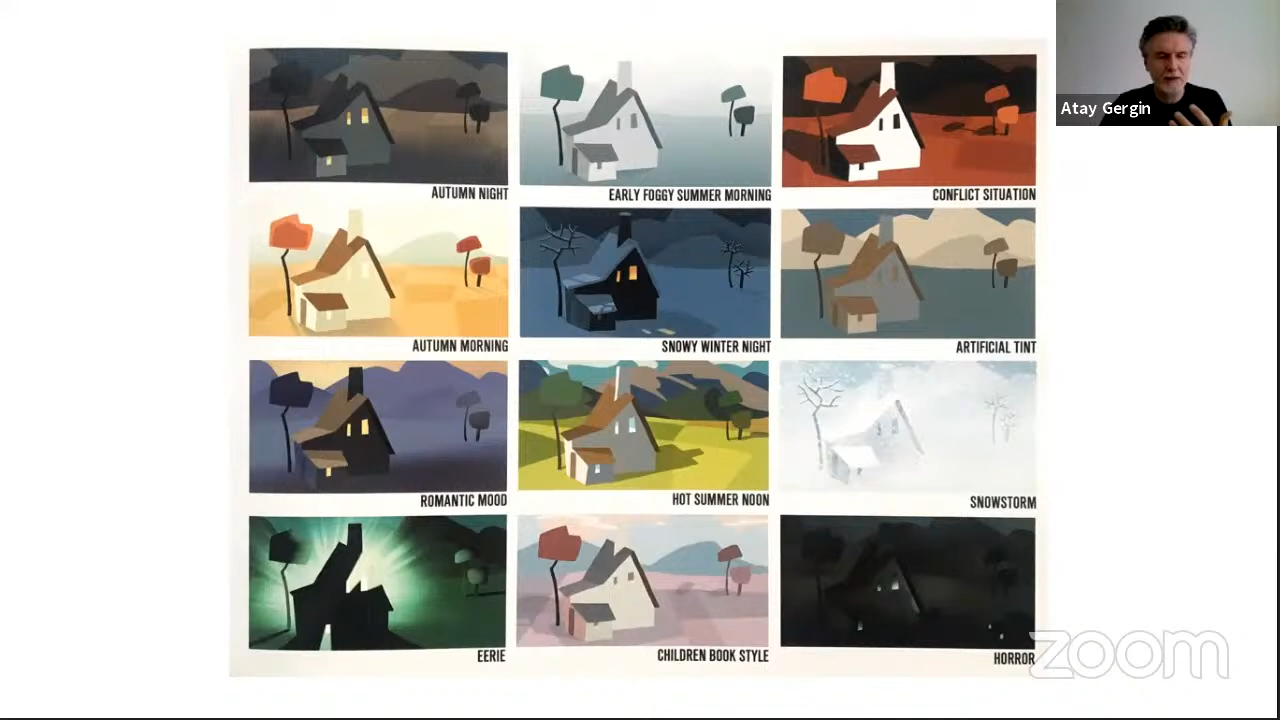 Atay Gergin
AUTUMN NIGHT
EARLY FOGGY SUMMER MORNING
CONFLICT SITUATION
AUTUMN MORNING
SNOWY WINTER NIGHT
ARTIFICIAL TINT
ROMANTIC MOOD
HOT SUMMER NOON
SNOWSTORM
EERIE
CHILDREN BOOK STYLE
HORROR
zoom